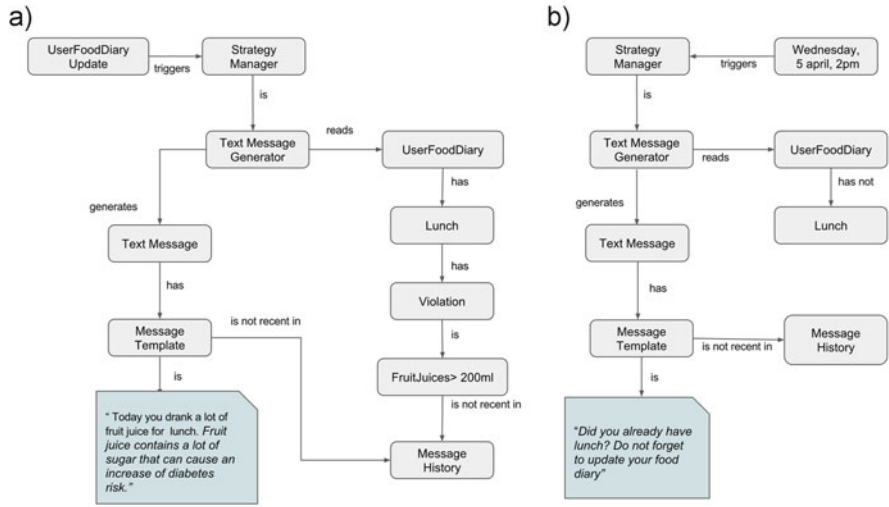 a)
UserFoodDiary
Update
triggers
Strategy
Manager
is
Text Message
Generator
reads
UserFoodDiary
has
generates
Lunch
Text Message
has
has
Violation
is not recent in
Message
Template
is
is
FruitJuices> 200ml
is not recent in
“ Today you drank a lot of
fruit juice for lunch. Fruit
juice contains a lot of
sugar that can cause an
increase of diabetes
risk.”
Message
History
b)
Strategy
Manager
triggers
Wednesday,
5 april, 2pm
is
Text Message
Generator
reads
UserFoodDiary
has not
generates
Text Message
Lunch
has
Message
Template
is not recent in
Message
History
is
“Did you already have
lunch? Do not forget
to update your food
diary”